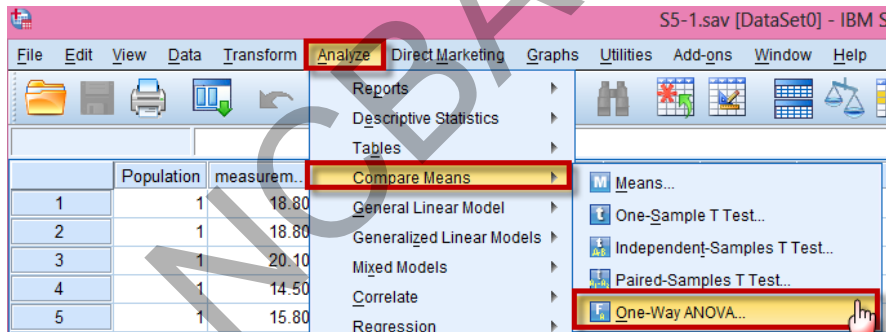 S5-1.sav [DataSet0] - IBM S
File Edit View Data Transform Analyze Direct Marketing Graphs Utilities Add-ons Window Help
Reports
Descriptive Statistics
Tables
Compare Means
General Linear Model
Generalized Linear Models
Mixed Models
Correlate
Regression
M Means...
t One-Sample T Test...
Independent-Samples T Test...
Paired-Samples T Test...
One-Way ANOVA...
Population measurem...
1 1 18.80
2 1 18.80
3 1 20.10
4 1 14.50
5 1 15.80
NCBA